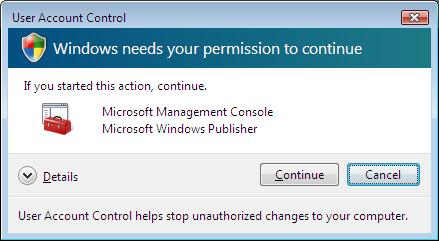 User Account Control
Windows needs your permission to continue
If you started this action, continue.
Microsoft Management Console
Microsoft Windows Publisher
Details
Continue
Cancel
User Account Control helps stop unauthorized changes to your computer.